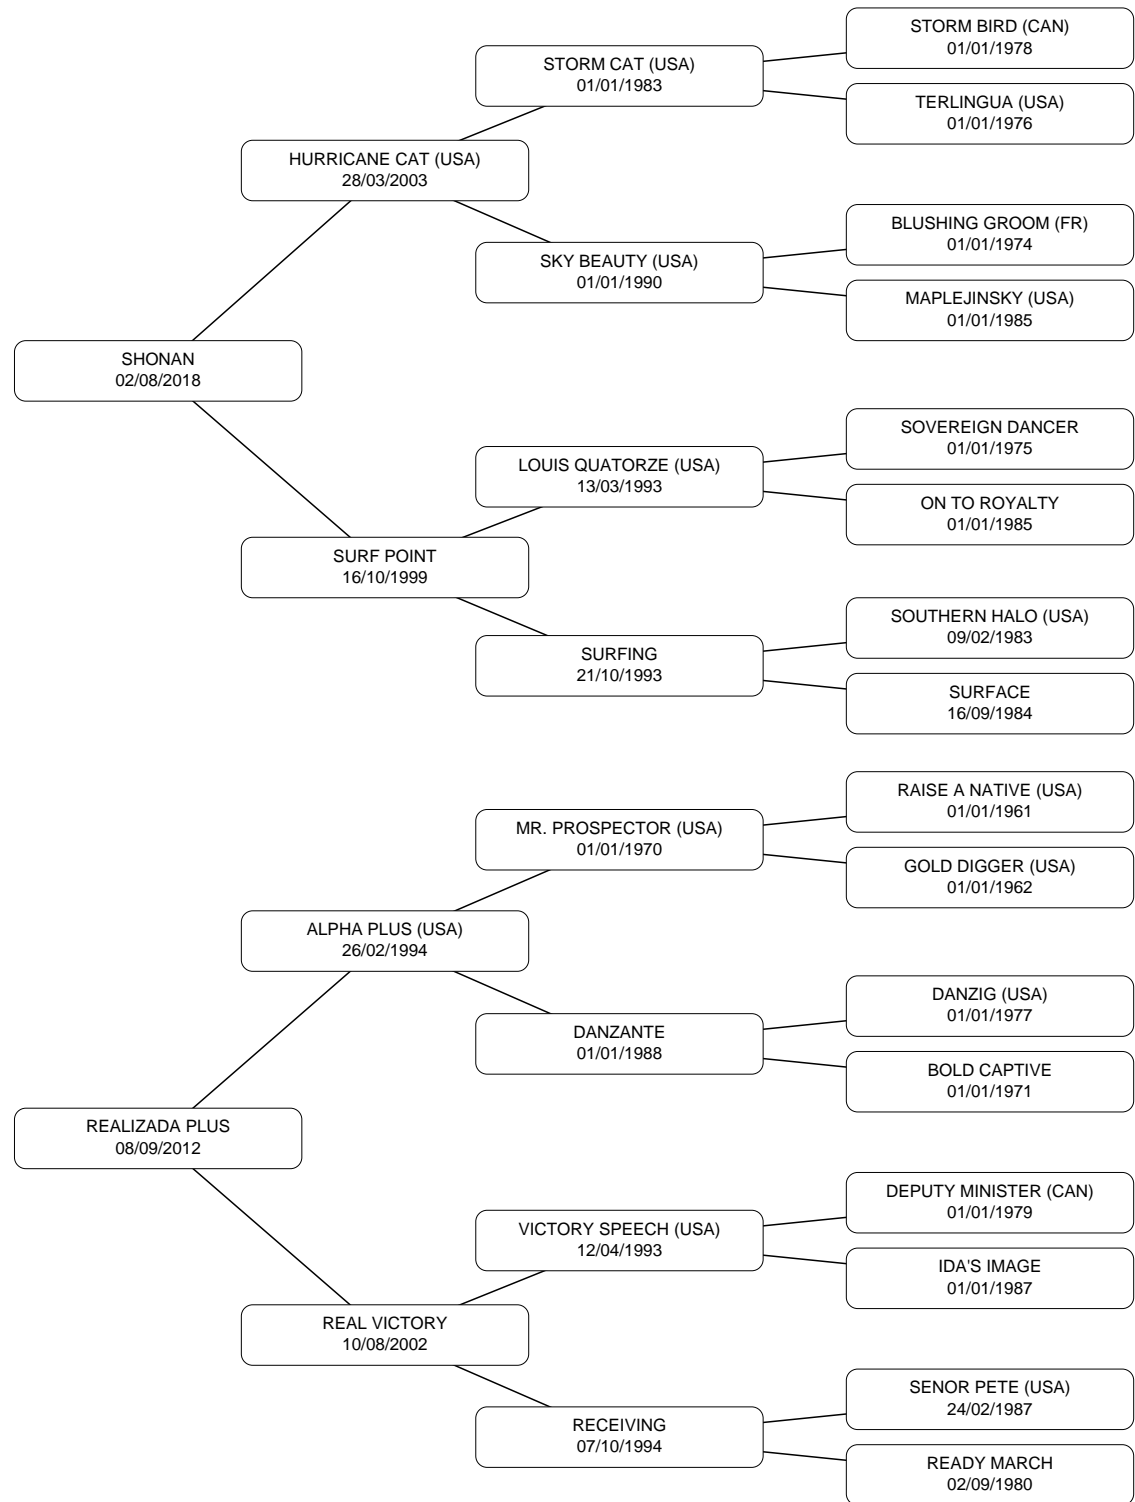 STORM BIRD (CAN)
01/01/1978
STORM CAT (USA)
01/01/1983
TERLINGUA (USA)
01/01/1976
HURRICANE CAT (USA)
28/03/2003
BLUSHING GROOM (FR)
01/01/1974
SKY BEAUTY (USA)
01/01/1990
MAPLEJINSKY (USA)
01/01/1985
SHONAN
02/08/2018
SOVEREIGN DANCER
01/01/1975
LOUIS QUATORZE (USA)
13/03/1993
ON TO ROYALTY
01/01/1985
SURF POINT
16/10/1999
SOUTHERN HALO (USA)
09/02/1983
SURFING
21/10/1993
SURFACE
16/09/1984
RAISE A NATIVE (USA)
01/01/1961
MR. PROSPECTOR (USA)
01/01/1970
GOLD DIGGER (USA)
01/01/1962
ALPHA PLUS (USA)
26/02/1994
DANZIG (USA)
01/01/1977
DANZANTE
01/01/1988
BOLD CAPTIVE
01/01/1971
REALIZADA PLUS
08/09/2012
DEPUTY MINISTER (CAN)
01/01/1979
VICTORY SPEECH (USA)
12/04/1993
IDA'S IMAGE
01/01/1987
REAL VICTORY
10/08/2002
SENOR PETE (USA)
24/02/1987
RECEIVING
07/10/1994
READY MARCH
02/09/1980